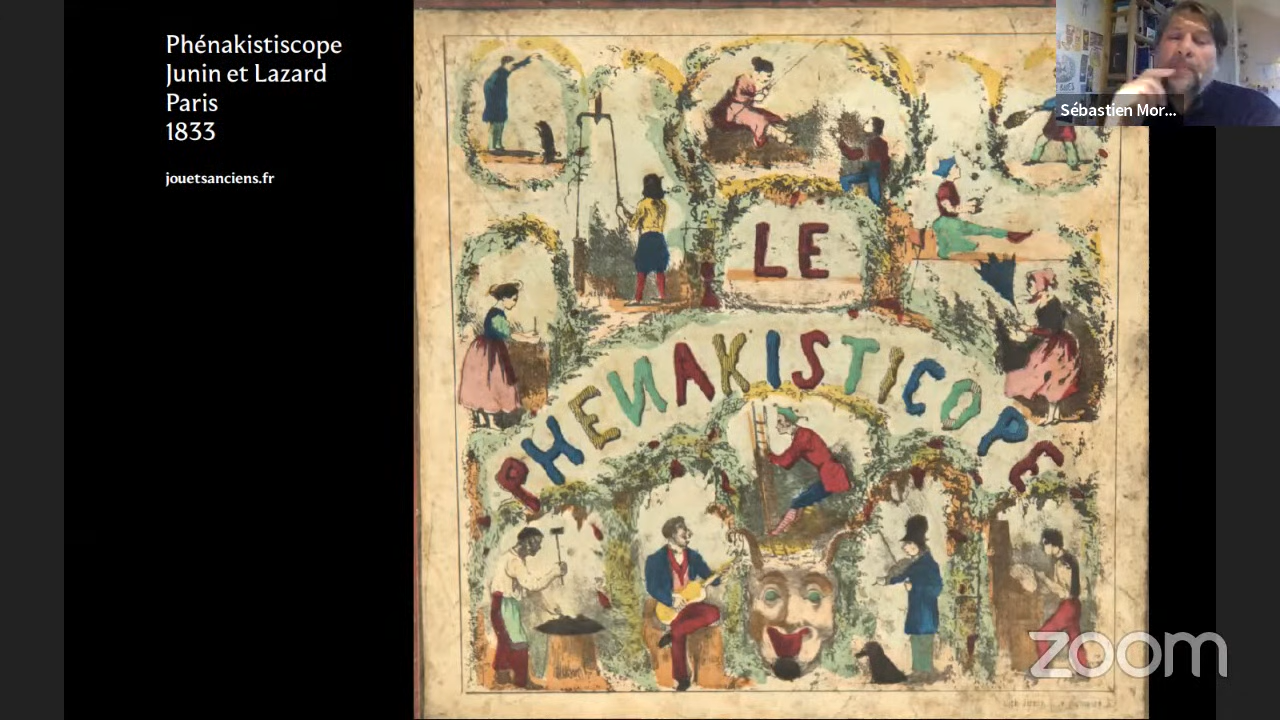 Phénakistiscope
Junin et Lazard
Paris
1833
jouetsanciens.fr
Sébastien Mor...
LE
PHENAKISTICOPE
zoom